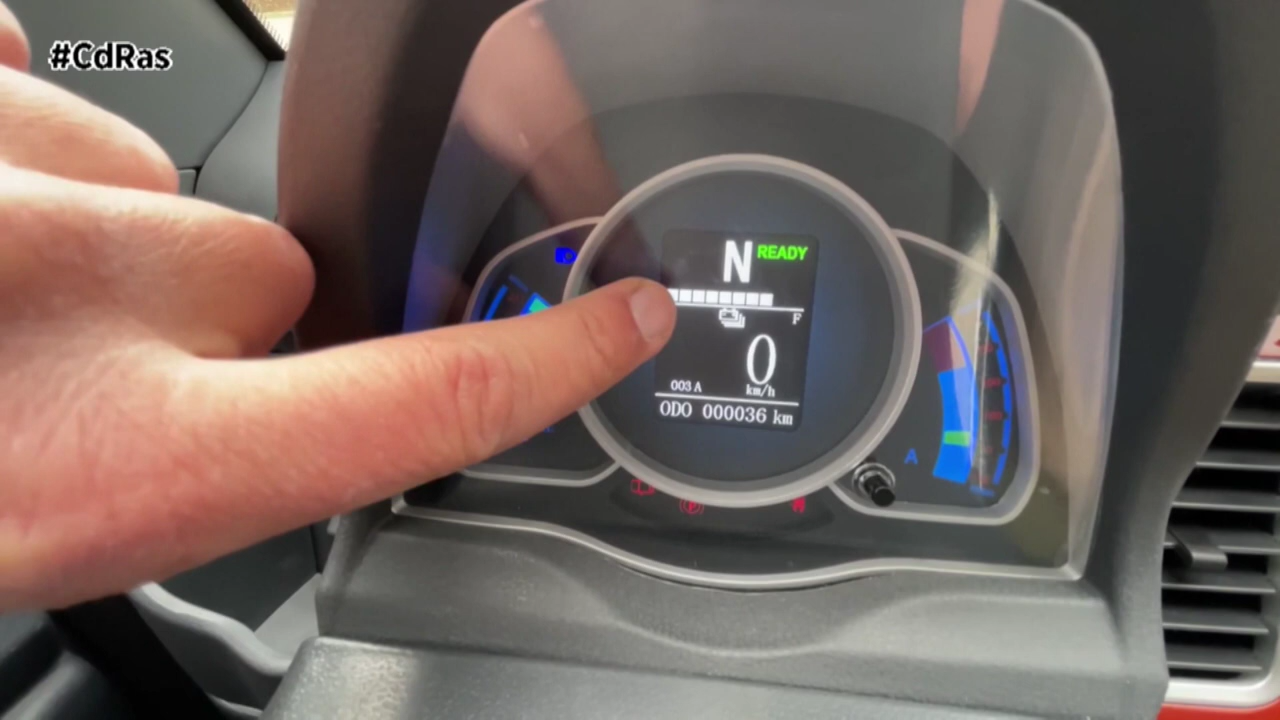 #CdRas
N READY
F
0
003 A km/h
ODO 000036 km
A